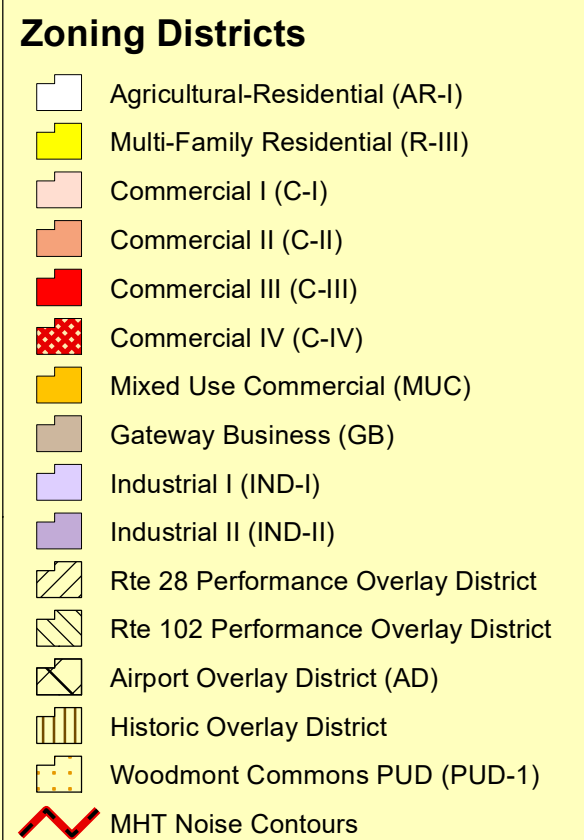 Zoning Districts
Agricultural-Residential (AR-I)
Multi-Family Residential (R-III)
Commercial I (C-I)
Commercial II (C-II)
Commercial III (C-III)
Commercial IV (C-IV)
Mixed Use Commercial (MUC)
Gateway Business (GB)
Industrial I (IND-I)
Industrial II (IND-II)
Rte 28 Performance Overlay District
Rte 102 Performance Overlay District
Airport Overlay District (AD)
Historic Overlay District
Woodmont Commons PUD (PUD-1)
MHT Noise Contours